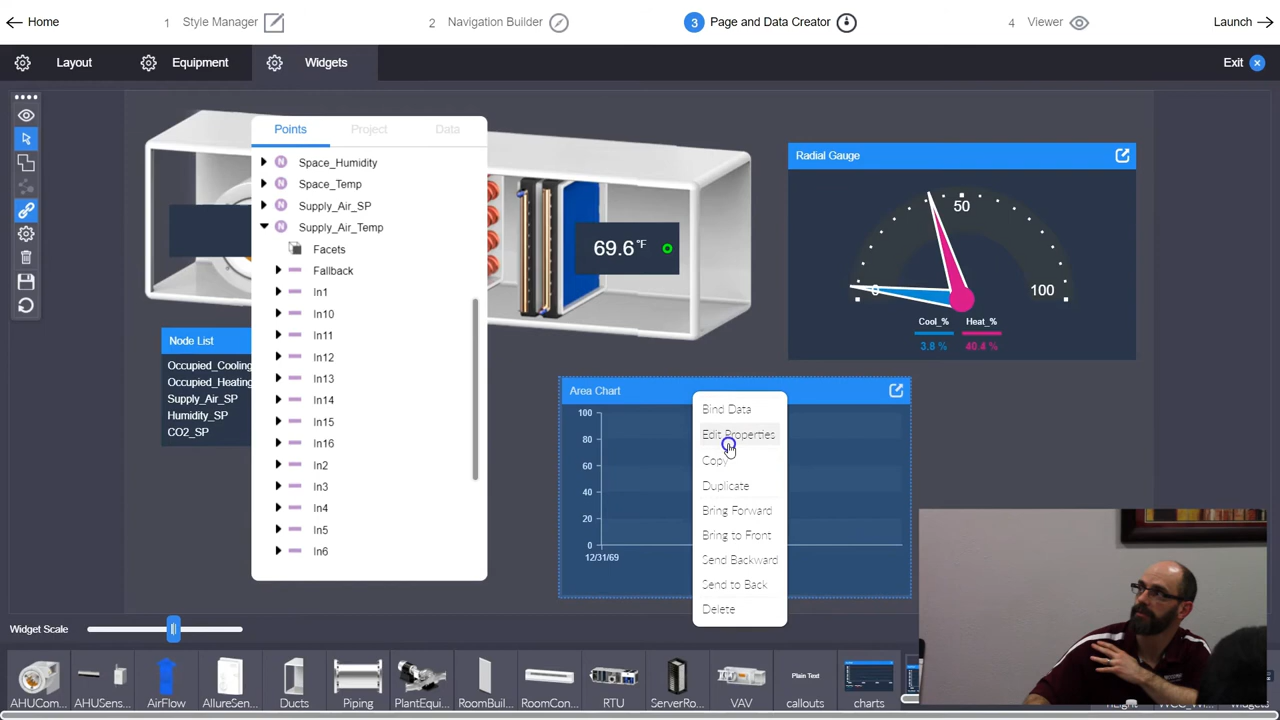 Home
1 Style Manager
2 Navigation Builder
3 Page and Data Creator
4 Viewer
Launch
Layout
Equipment
Widgets
Exit
Points Project Data
Space_Humidity
Space_Temp
Supply_Air_SP
Supply_Air_Temp
Facets
Fallback
In1
In10
In11
In12
In13
In14
In15
In16
In2
In3
In4
In5
In6
69.6 °F
Radial Gauge
50
0
100
Cool_% Heat_%
3.8 % 40.4 %
Node List
Occupied_Cooling
Occupied_Heating
Supply_Air_SP
Humidity_SP
CO2_SP
Area Chart
100
80
60
40
20
0
12/31/69
Bind Data
Edit Properties
Copy
Duplicate
Bring Forward
Bring to Front
Send Backward
Send to Back
Delete
Widget Scale
AHUCom...
AHUSens...
AirFlow
AllureSen...
Ducts
Piping
PlantEqui...
RoomBuil...
RoomCon...
RTU
ServerRo...
VAV
Plain Text
callouts
charts